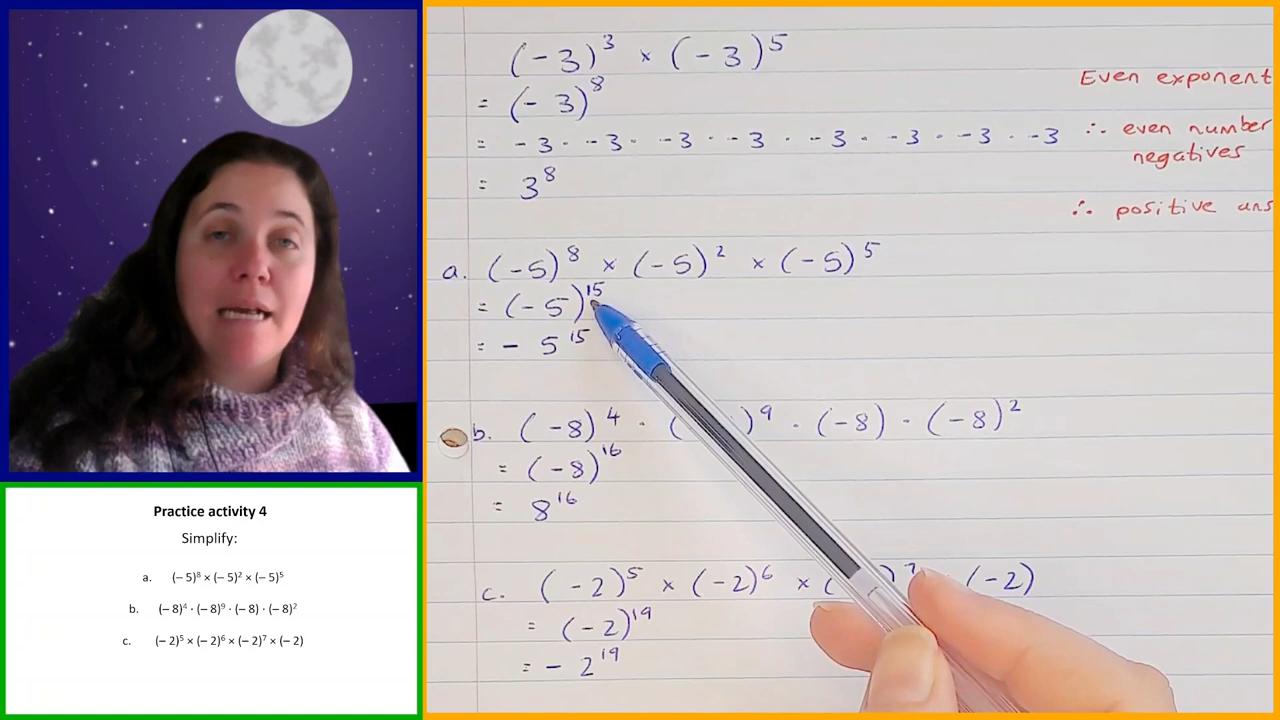 Practice activity 4
Simplify:
a. (– 5)⁸ × (– 5)² × (– 5)⁵
b. (– 8)⁴ · (– 8)⁹ · (– 8) · (– 8)²
c. (– 2)⁵ × (– 2)⁶ × (– 2)⁷ × (– 2)
(-3)³ × (-3)⁵
= (-3)⁸
= -3 · -3 · -3 · -3 · -3 · -3 · -3 · -3
= 3⁸
Even exponent
∴ even number
negatives
∴ positive ans
a. (-5)⁸ × (-5)² × (-5)⁵
= (-5)¹⁵
= - 5¹⁵
b. (-8)⁴ · ( )⁹ · (-8) · (-8)²
= (-8)¹⁶
= 8¹⁶
c. (-2)⁵ × (-2)⁶ × ( )⁷ (-2)
= (-2)¹⁹
= - 2¹⁹